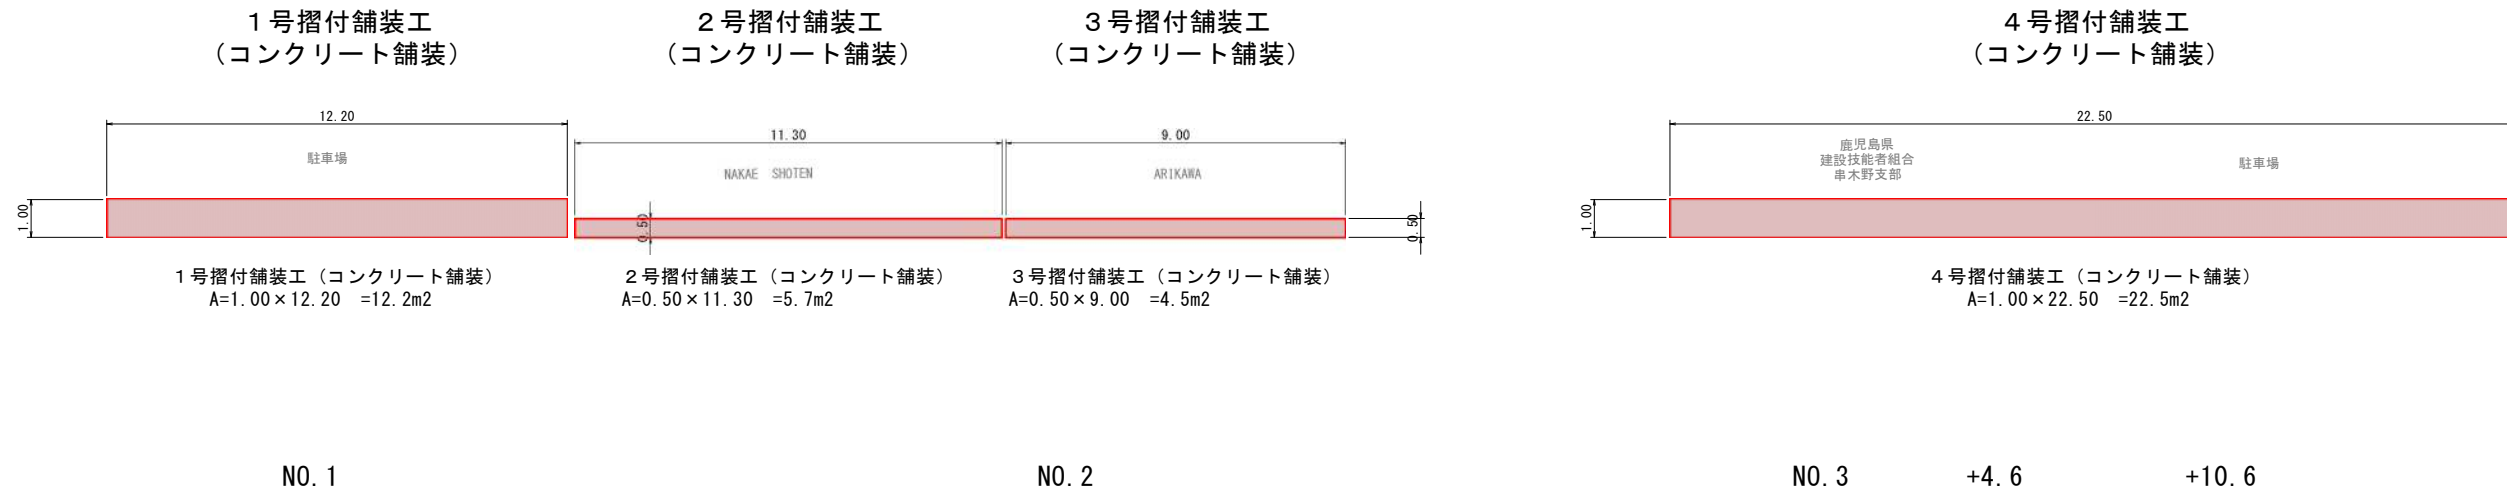 １号摺付舗装工
（コンクリート舗装）
２号摺付舗装工
（コンクリート舗装）
３号摺付舗装工
（コンクリート舗装）
４号摺付舗装工
（コンクリート舗装）
12.20
駐車場
1.00
11.30
NAKAE SHOTEN
0.50
9.00
ARIKAWA
0.50
22.50
鹿児島県
建設技能者組合
串木野支部
駐車場
1.00
１号摺付舗装工（コンクリート舗装）
A=1.00×12.20 =12.2m2
２号摺付舗装工（コンクリート舗装）
A=0.50×11.30 =5.7m2
３号摺付舗装工（コンクリート舗装）
A=0.50×9.00 =4.5m2
４号摺付舗装工（コンクリート舗装）
A=1.00×22.50 =22.5m2
NO.1
NO.2
NO.3
+4.6
+10.6